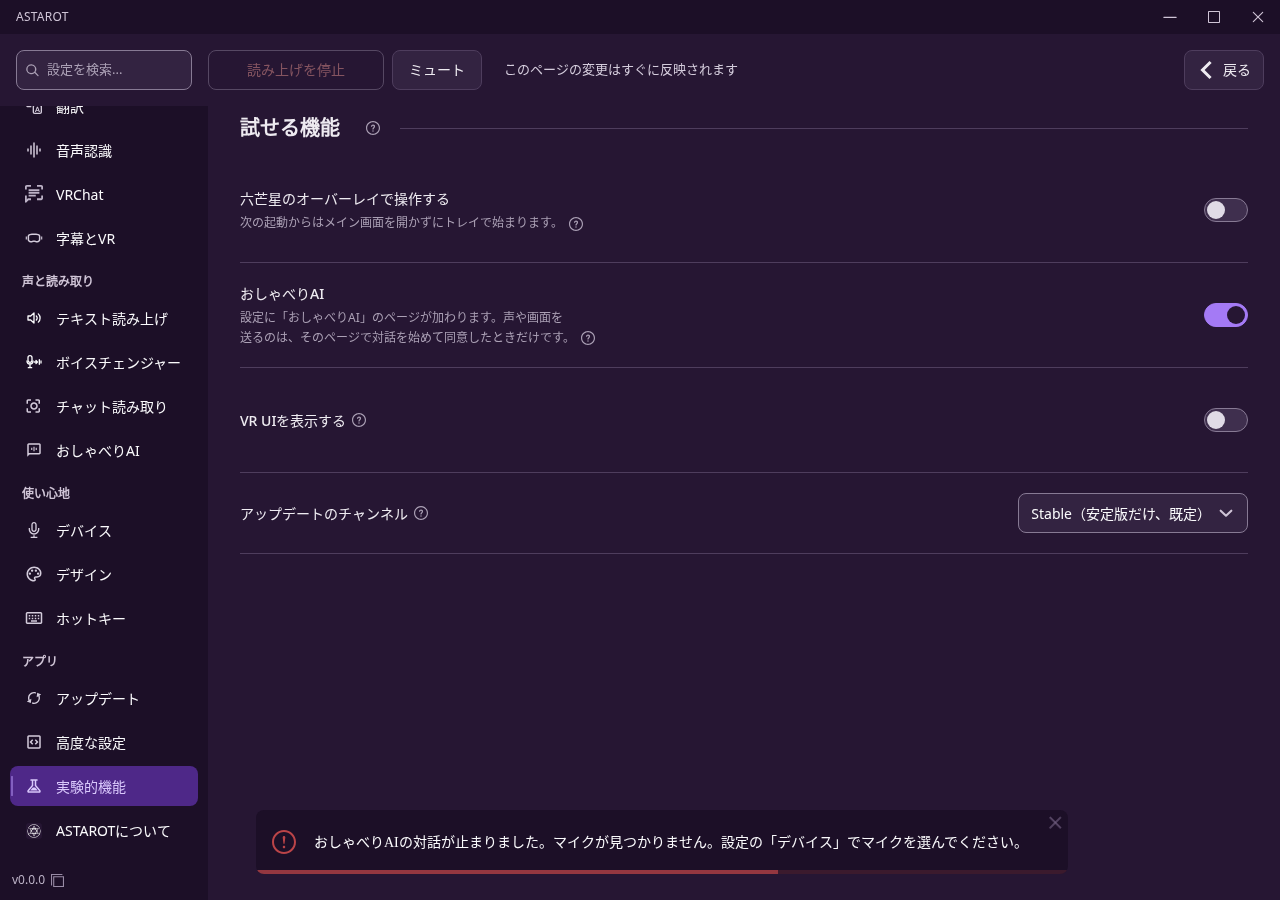 ASTAROT
設定を検索...
読み上げを停止
ミュート
このページの変更はすぐに反映されます
戻る
翻訳
音声認識
VRChat
字幕とVR
声と読み取り
テキスト読み上げ
ボイスチェンジャー
チャット読み取り
おしゃべりAI
使い心地
デバイス
デザイン
ホットキー
アプリ
アップデート
高度な設定
実験的機能
ASTAROTについて
v0.0.0
試せる機能
六芒星のオーバーレイで操作する
次の起動からはメイン画面を開かずにトレイで始まります。
おしゃべりAI
設定に「おしゃべりAI」のページが加わります。声や画面を
送るのは、そのページで対話を始めて同意したときだけです。
VR UIを表示する
アップデートのチャンネル
Stable（安定版だけ、既定）
おしゃべりAIの対話が止まりました。マイクが見つかりません。設定の「デバイス」でマイクを選んでください。